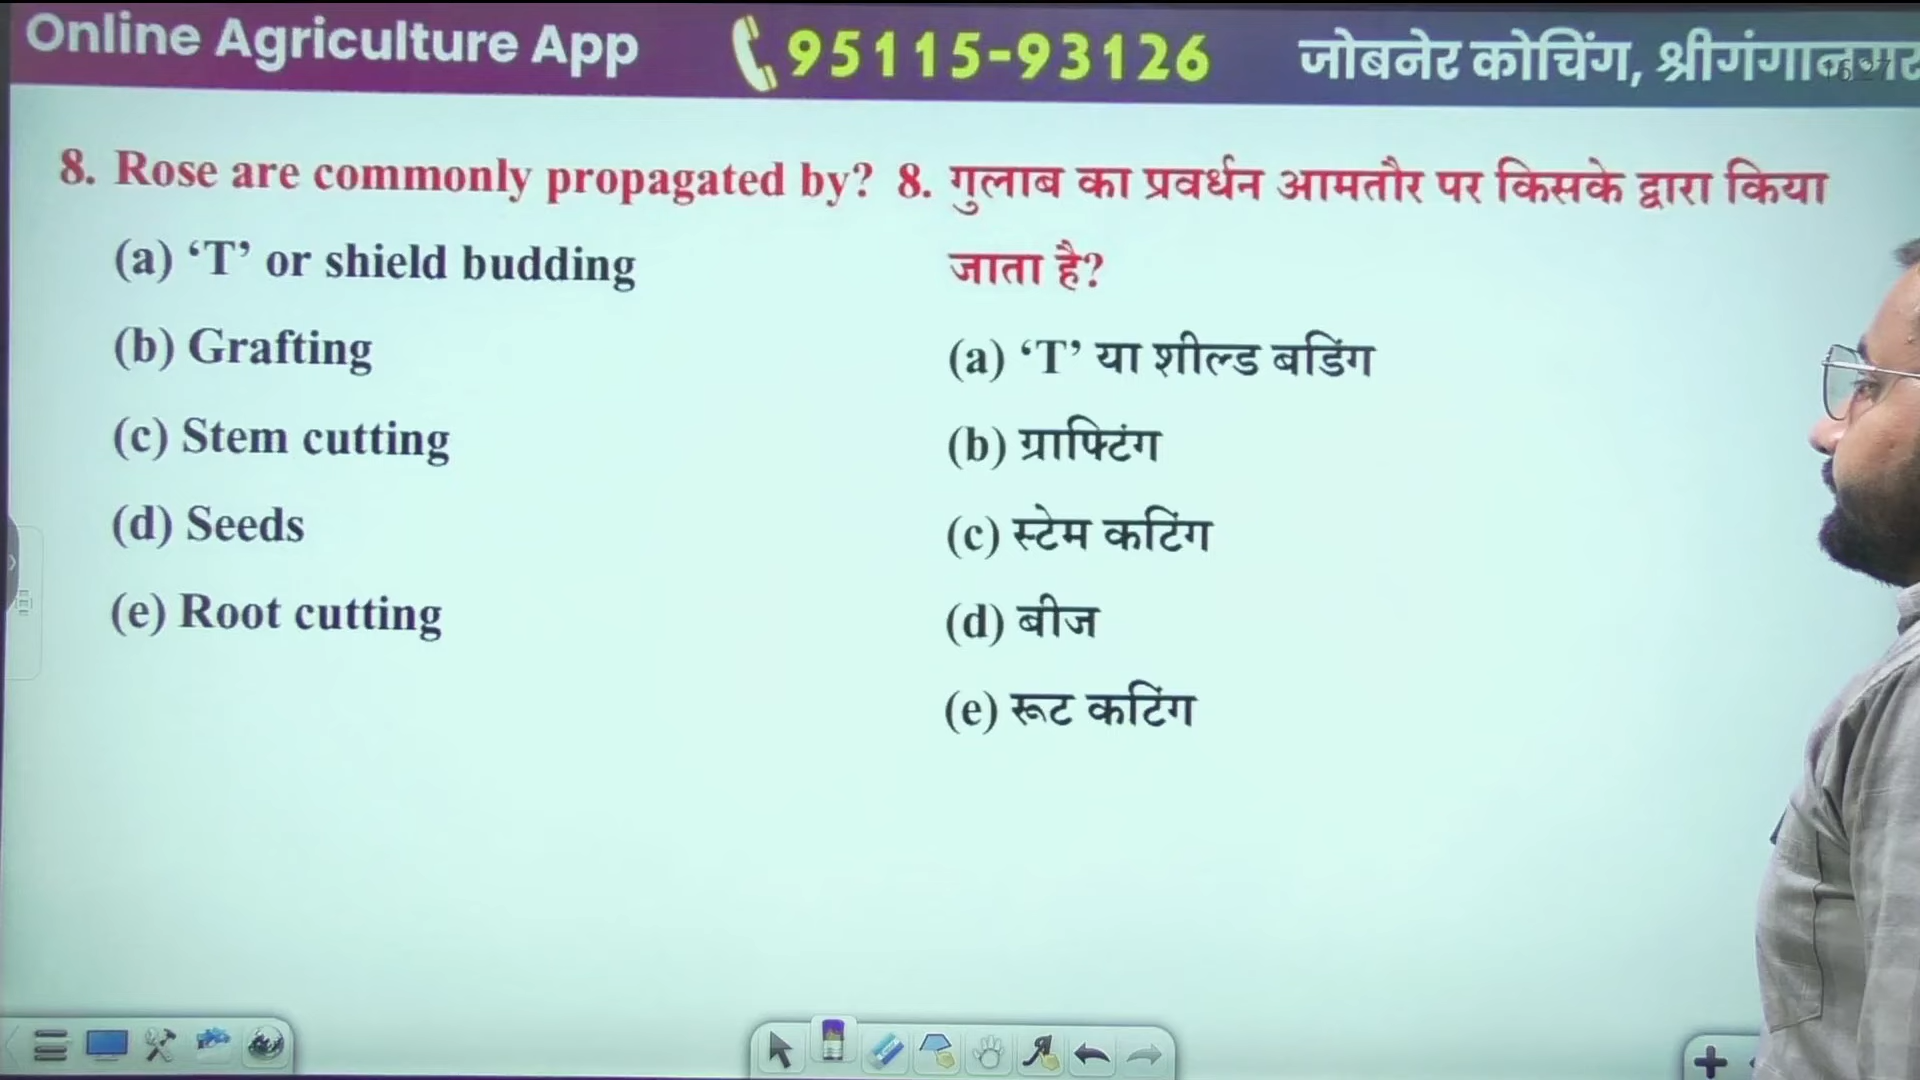 Online Agriculture App 95115-93126 जोबनेर कोचिंग,
8. Rose are commonly propagated by?
(a) ‘T’ or shield budding
(b) Grafting
(c) Stem cutting
(d) Seeds
(e) Root cutting
8. गुलाब का प्रवर्धन आमतौर पर किसके द्वारा किया
जाता है?
(a) ‘T’ या शील्ड बडिंग
(b) ग्राफ्टिंग
(c) स्टेम कटिंग
(d) बीज
(e) रूट कटिंग